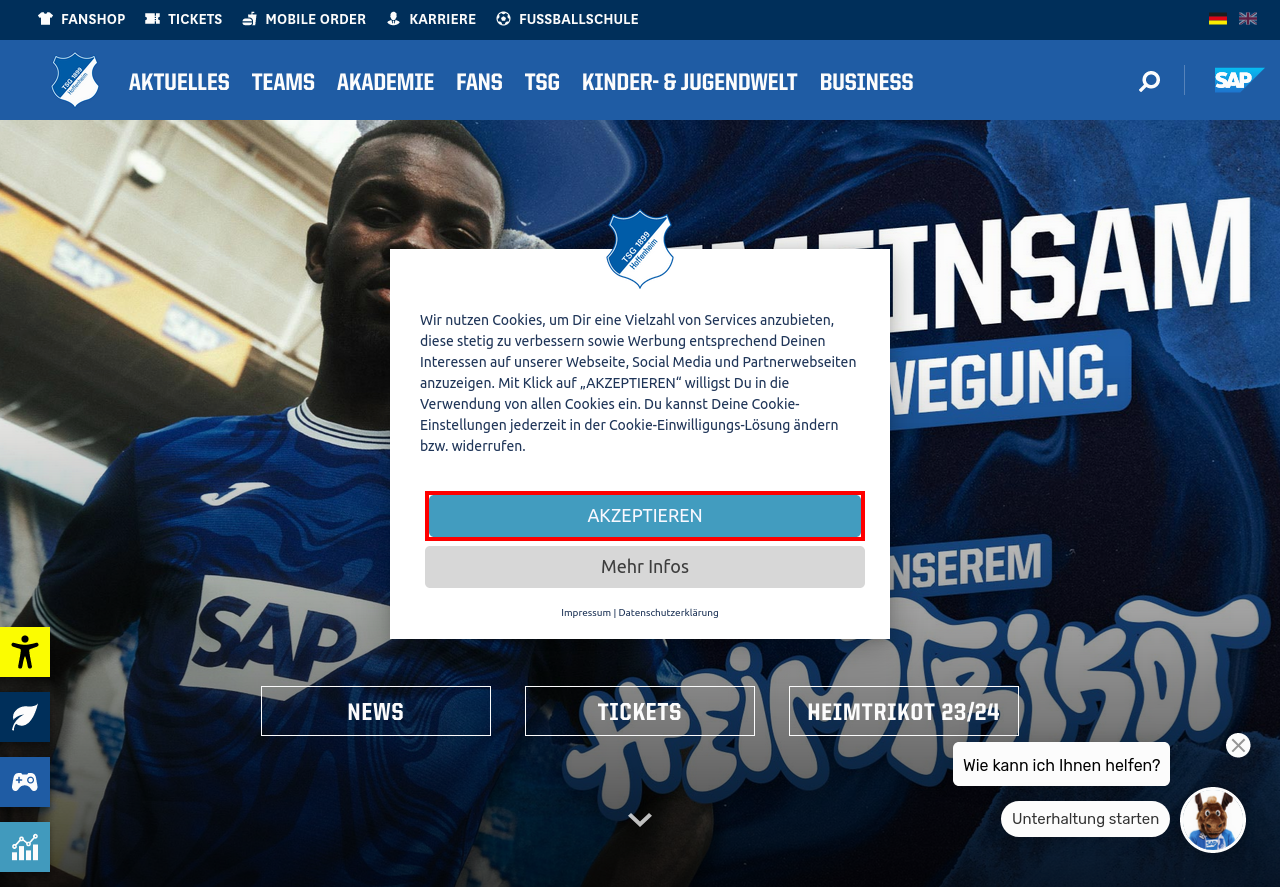 FANSHOP TICKETS MOBILE ORDER KARRIERE FUSSBALLSCHULE
TSG 1899 Hoffenheim AKTUELLES TEAMS AKADEMIE FANS TSG KINDER- & JUGENDWELT BUSINESS SAP
SAP
SAP
INSAM
WEGUNG.
TSG 1899
Hoffenheim
Wir nutzen Cookies, um Dir eine Vielzahl von Services anzubieten,
diese stetig zu verbessern sowie Werbung entsprechend Deinen
Interessen auf unserer Webseite, Social Media und Partnerwebseiten
anzuzeigen. Mit Klick auf „AKZEPTIEREN“ willigst Du in die
Verwendung von allen Cookies ein. Du kannst Deine Cookie-
Einstellungen jederzeit in der Cookie-Einwilligungs-Lösung ändern
bzw. widerrufen.
AKZEPTIEREN
Mehr Infos
Impressum | Datenschutzerklärung
NSEREM
SAP
HEIMTRIKOT
NEWS TICKETS HEIMTRIKOT 23/24
Wie kann ich Ihnen helfen?
Unterhaltung starten